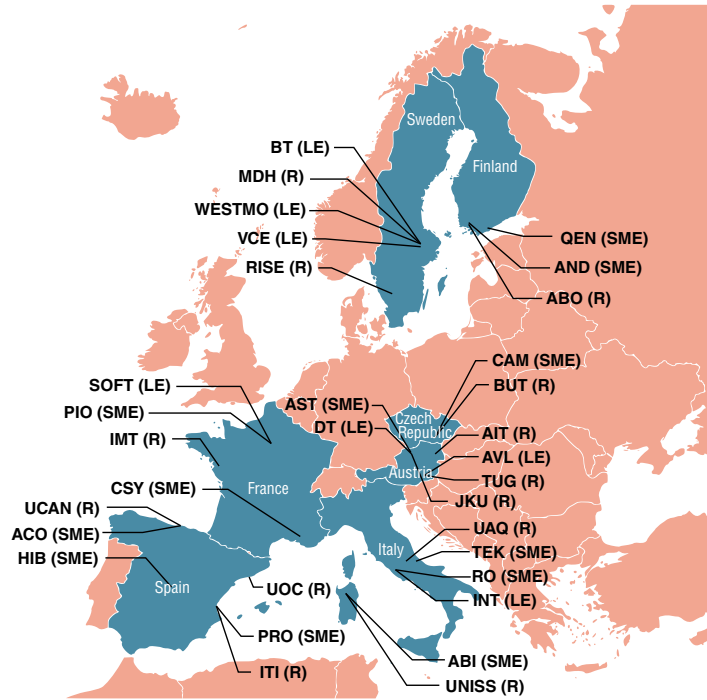 Sweden
BT (LE)
MDH (R)
Finland
WESTMO (LE)
VCE (LE)
QEN (SME)
RISE (R)
AND (SME)
ABO (R)
CAM (SME)
SOFT (LE)
BUT (R)
AST (SME)
PIO (SME)
Czech
Republic
DT (LE)
AIT (R)
IMT (R)
AVL (LE)
Austria
TUG (R)
CSY (SME)
France
JKU (R)
UCAN (R)
UAQ (R)
ACO (SME)
Italy
TEK (SME)
HIB (SME)
RO (SME)
Spain
UOC (R)
INT (LE)
PRO (SME)
ABI (SME)
ITI (R)
UNISS (R)